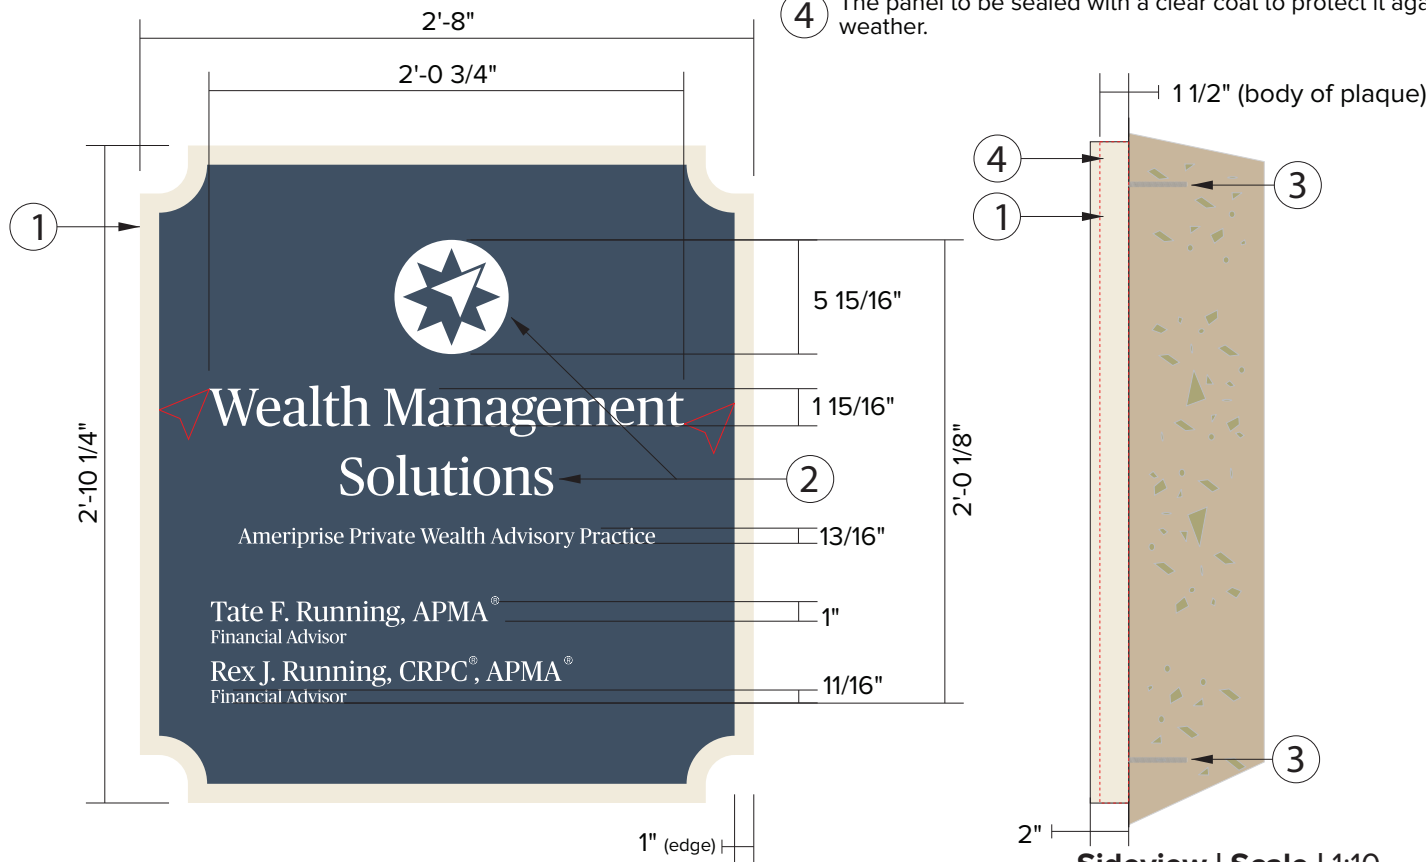 4 The panel to be sealed with a clear coat to protect it aga
weather.
2'-8"
2'-0 3/4"
1 1/2" (body of plaque)
4
3
1
1
5 15/16"
Wealth Management
1 15/16"
2'-10 1/4"
2'-0 1/8"
Solutions
2
Ameriprise Private Wealth Advisory Practice
13/16"
Tate F. Running, APMA®
1"
Financial Advisor
Rex J. Running, CRPC®, APMA®
11/16"
Financial Advisor
3
2"
1" (edge)
Sideview | Scale | 1:10